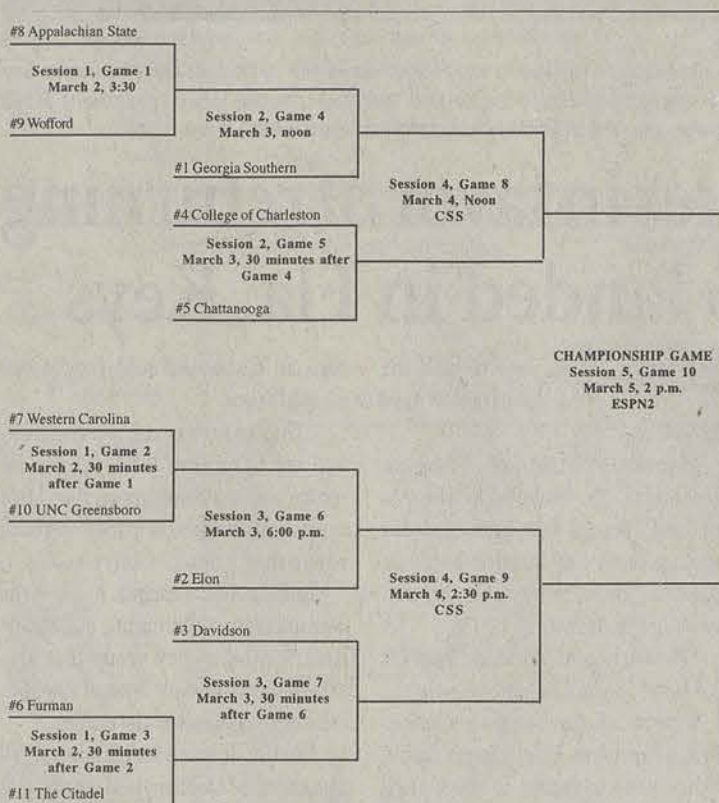 #8 Appalachian State
Session 1, Game 1
March 2, 3:30
#9 Wofford
Session 2, Game 4
March 3, noon
#1 Georgia Southern
Session 4, Game 8
March 4, Noon
CSS
#4 College of Charleston
Session 2, Game 5
March 3, 30 minutes after
Game 4
#5 Chattanooga
CHAMPIONSHIP GAME
Session 5, Game 10
March 5, 2 p.m.
ESPN2
#7 Western Carolina
Session 1, Game 2
March 2, 30 minutes
after Game 1
#10 UNC Greensboro
Session 3, Game 6
March 3, 6:00 p.m.
#2 Elon
Session 4, Game 9
March 4, 2:30 p.m.
CSS
#3 Davidson
Session 3, Game 7
March 3, 30 minutes
after Game 6
#6 Furman
Session 1, Game 3
March 2, 30 minutes
after Game 2
#11 The Citadel